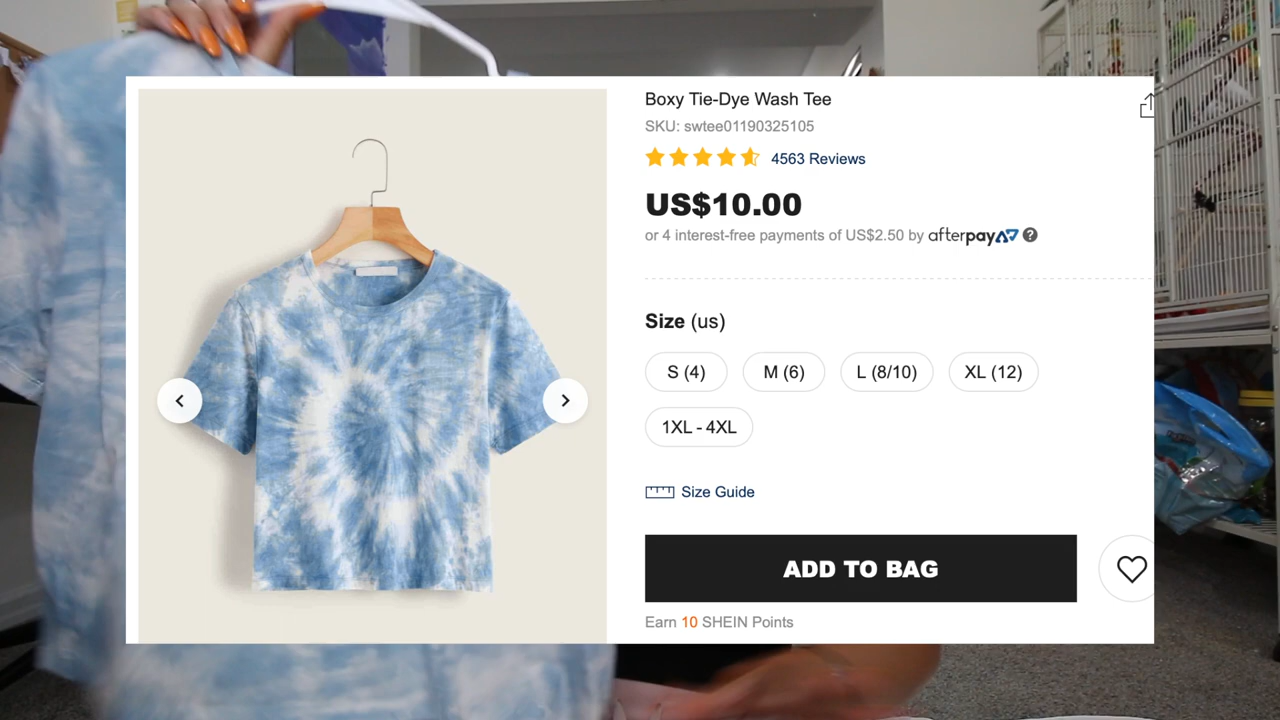 Boxy Tie-Dye Wash Tee
SKU: swtee01190325105
4563 Reviews
US$10.00
or 4 interest-free payments of US$2.50 by afterpay ?
Size (us)
S (4) M (6) L (8/10) XL (12)
1XL - 4XL
Size Guide
ADD TO BAG
Earn 10 SHEIN Points